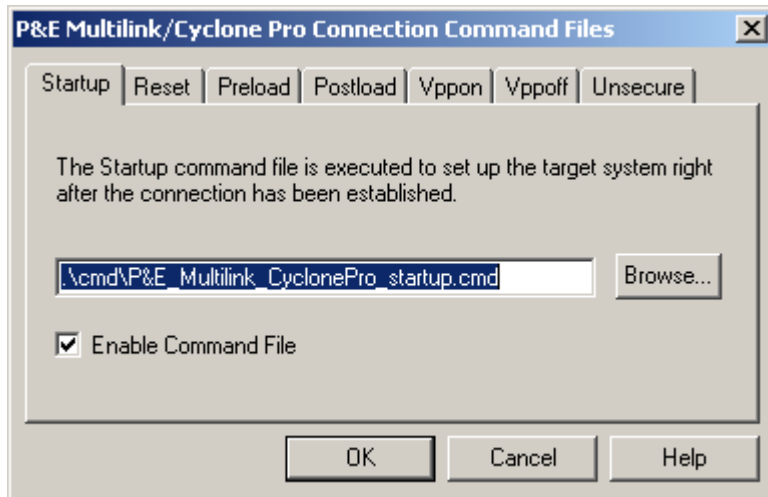 P&E Multilink/Cyclone Pro Connection Command Files
Startup Reset Preload Postload Vppon Vppoff Unsecure
The Startup command file is executed to set up the target system right
after the connection has been established.
.\cmd\P&E_Multilink_CyclonePro_startup.cmd Browse...
Enable Command File
OK Cancel Help